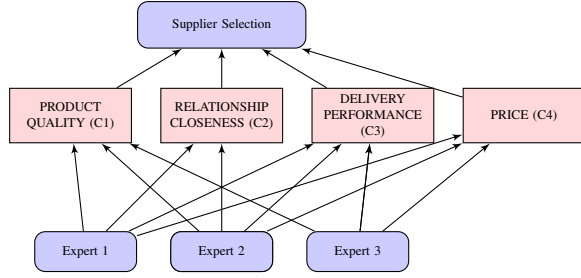 Supplier Selection
PRODUCT
QUALITY (C1)
RELATIONSHIP
CLOSENESS (C2)
DELIVERY
PERFORMANCE
(C3)
PRICE (C4)
Expert 1
Expert 2
Expert 3